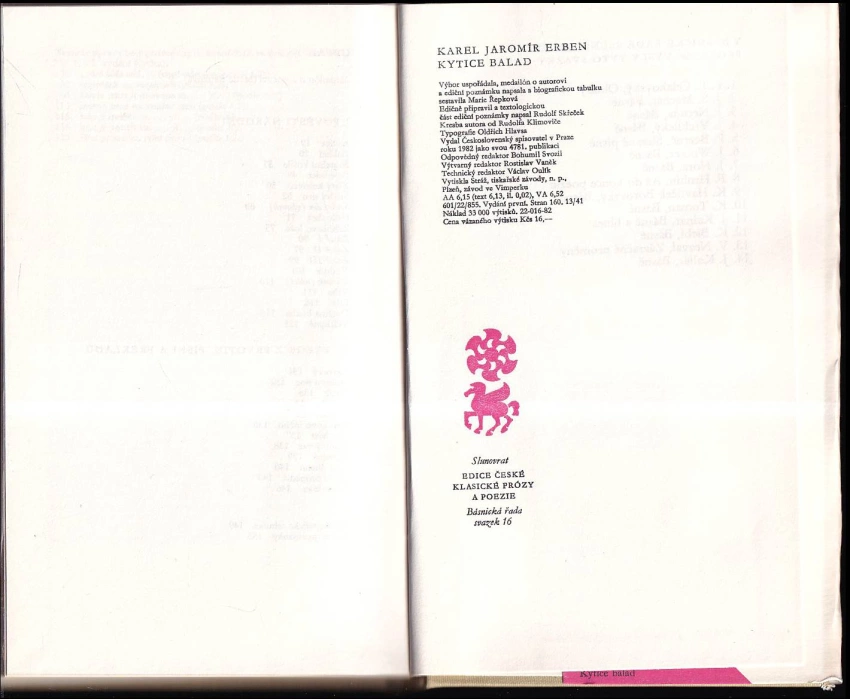 KAREL JAROMÍR ERBEN
KYTICE BALAD
Výbor uspořádala, medailón o autorovi
a ediční poznámku napsala a biografickou tabulku
sestavila Marie Řepková
Edičně připravil a textologickou
část ediční poznámky napsal Rudolf Skřeček
Kresba autora od Rudolfa Klimoviče
Typografie Oldřich Hlavsa
Vydal Československý spisovatel v Praze
roku 1982 jako svou 4781. publikaci
Odpovědný redaktor Bohumil Svozil
Výtvarný redaktor Rostislav Vaněk
Technický redaktor Václav Oulík
Vytiskla Stráž, tiskařské závody, n. p.,
Plzeň, závod ve Vimperku
AA 6,15 (text 6,13, il. 0,02), VA 6,52
601/22/855. Vydání první. Stran 160. 13/41
Náklad 33 000 výtisků. 22-016-82
Cena vázaného výtisku Kčs 16,—
Slunovrat
EDICE ČESKÉ
KLASICKÉ PRÓZY
A POEZIE
Básnická řada
svazek 16
Kytice balad